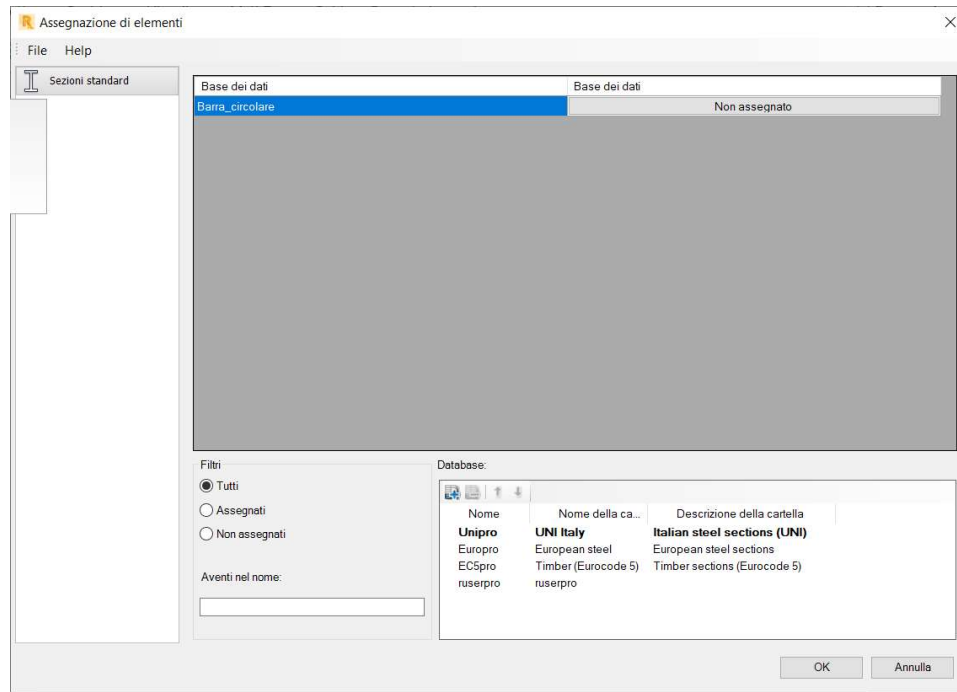 Assegnazione di elementi
File Help
Sezioni standard
Base dei dati Base dei dati
Barra_circolare Non assegnato
Filtri
Tutti
Assegnati
Non assegnati
Aventi nel nome:
Database:
Nome Nome della ca... Descrizione della cartella
Unipro UNI Italy Italian steel sections (UNI)
Europro European steel European steel sections
EC5pro Timber (Eurocode 5) Timber sections (Eurocode 5)
ruserpro ruserpro
OK Annulla